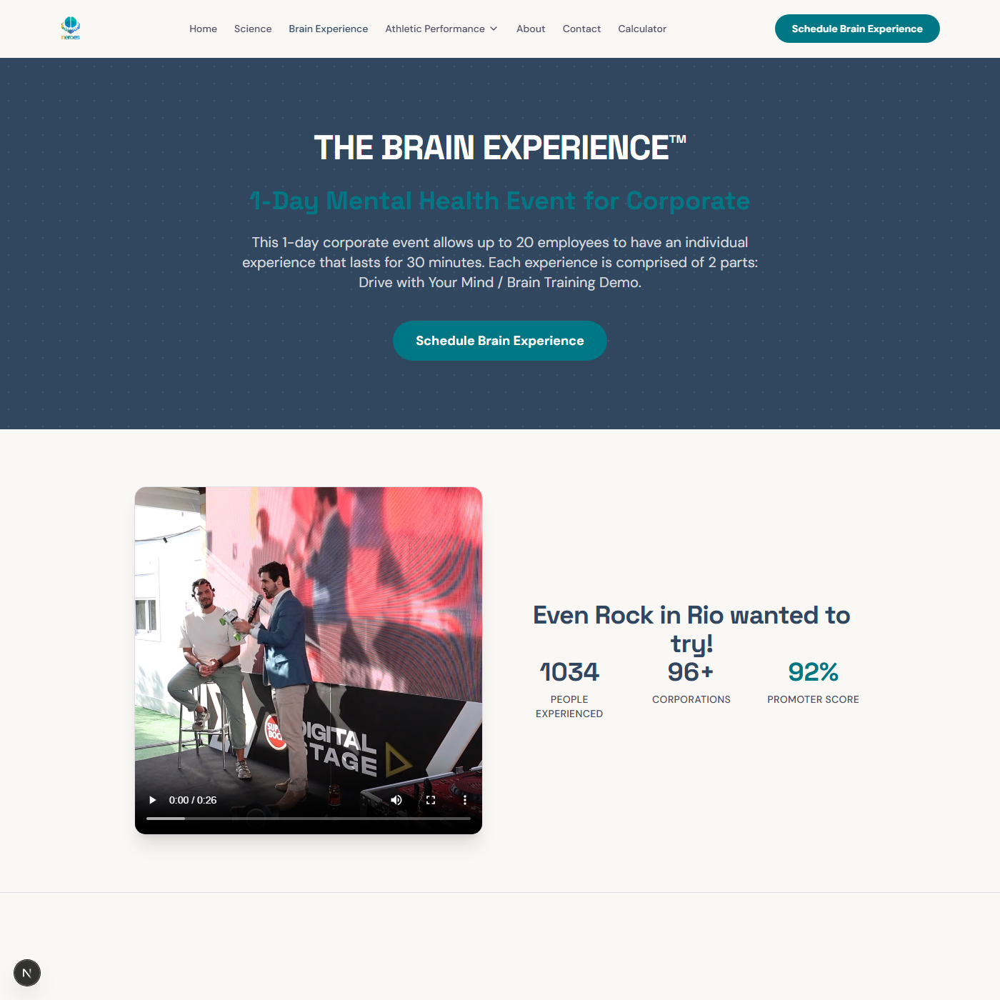 neroes
Home
Science
Brain Experience
Athletic Performance
About
Contact
Calculator
Schedule Brain Experience
THE BRAIN EXPERIENCE™
1-Day Mental Health Event for Corporate
This 1-day corporate event allows up to 20 employees to have an individual
experience that lasts for 30 minutes. Each experience is comprised of 2 parts:
Drive with Your Mind / Brain Training Demo.
Schedule Brain Experience
DIGITAL
STAGE
0:00 / 0:26
Even Rock in Rio wanted to
try!
1034
PEOPLE
EXPERIENCED
96+
CORPORATIONS
92%
PROMOTER SCORE
N